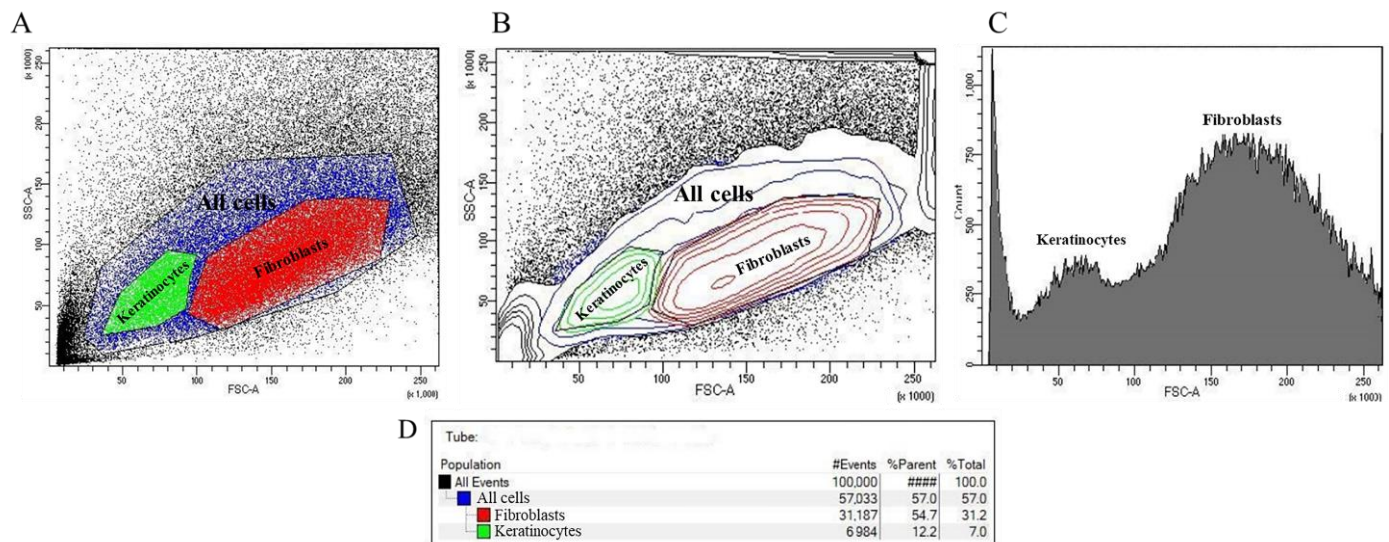 A
B
C
[x 1000]
250
200
150
100
50
SSC-A
All cells
Keratinocytes
Fibroblasts
50 100 150 200 250
FSC-A
[x 1,000]
[x 1000]
250
200
150
100
50
SSC-A
All cells
Keratinocytes
Fibroblasts
50 100 150 200 250
FSC-A
[x 1000]
1,000
750
500
250
0
Count
Fibroblasts
Keratinocytes
50 100 150 200 250
FSC-A
[x 1000]
D
Tube:
Population #Events %Parent %Total
All Events 100,000 #### 100.0
All cells 57,033 57.0 57.0
Fibroblasts 31,187 54.7 31.2
Keratinocytes 6 984 12.2 7.0